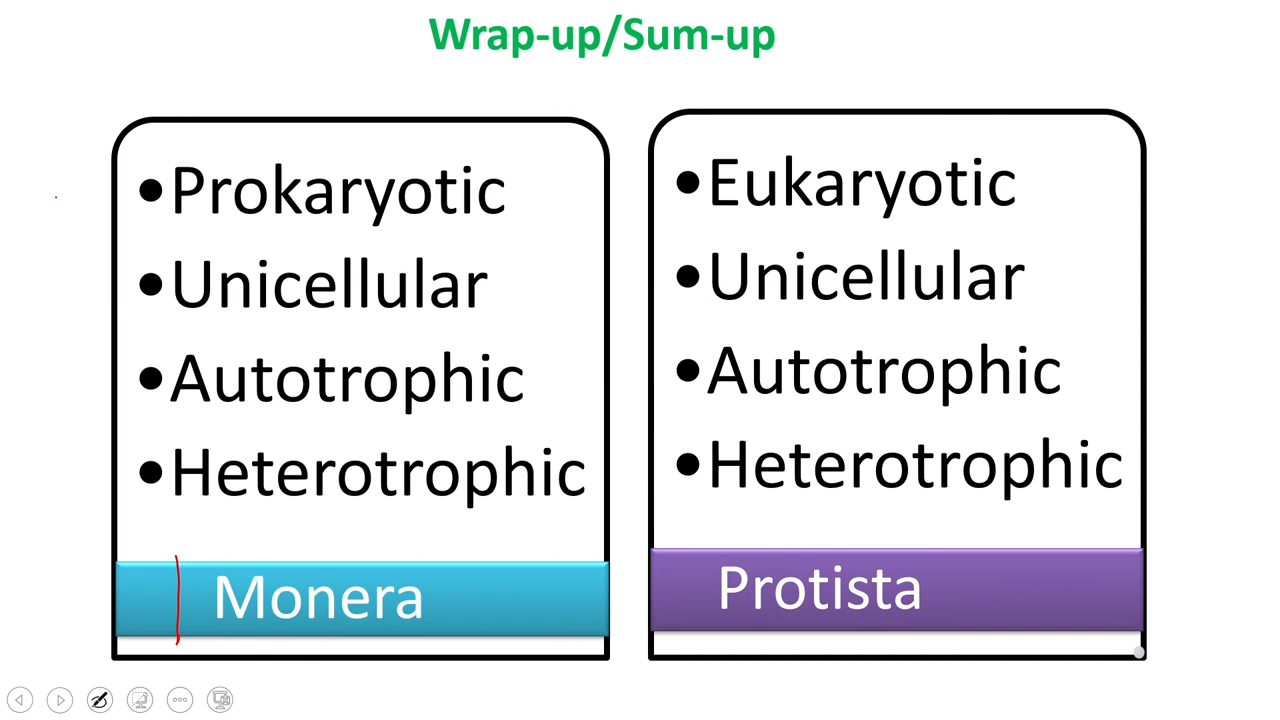 Wrap-up/Sum-up
•Prokaryotic
•Unicellular
•Autotrophic
•Heterotrophic
Monera
•Eukaryotic
•Unicellular
•Autotrophic
•Heterotrophic
Protista